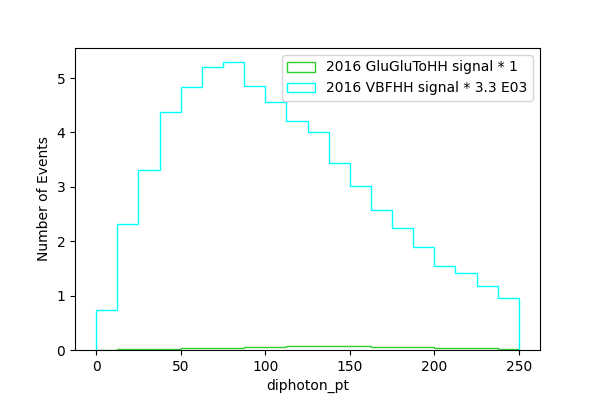 2016 GluGluToHH signal * 1
2016 VBFHH signal * 3.3 E03
Number of Events
5
4
3
2
1
0
0 50 100 150 200 250
diphoton_pt